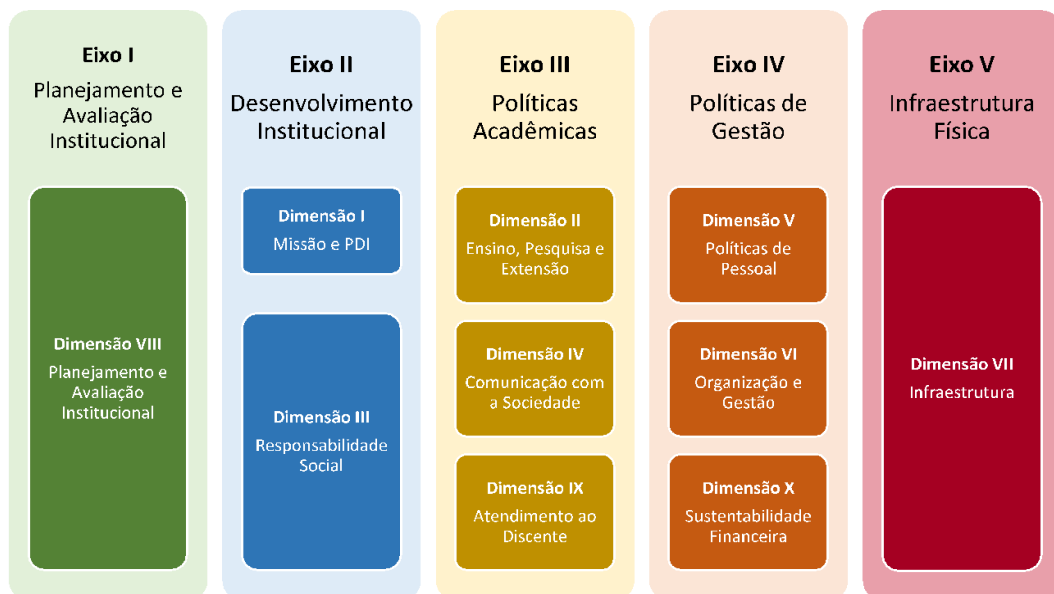 Eixo I
Planejamento e
Avaliação
Institucional
Dimensão VIII
Planejamento e
Avaliação
Institucional
Eixo II
Desenvolvimento
Institucional
Dimensão I
Missão e PDI
Dimensão III
Responsabilidade
Social
Eixo III
Políticas
Acadêmicas
Dimensão II
Ensino, Pesquisa e
Extensão
Dimensão IV
Comunicação com
a Sociedade
Dimensão IX
Atendimento ao
Discente
Eixo IV
Políticas de
Gestão
Dimensão V
Políticas de
Pessoal
Dimensão VI
Organização e
Gestão
Dimensão X
Sustentabilidade
Financeira
Eixo V
Infraestrutura
Física
Dimensão VII
Infraestrutura